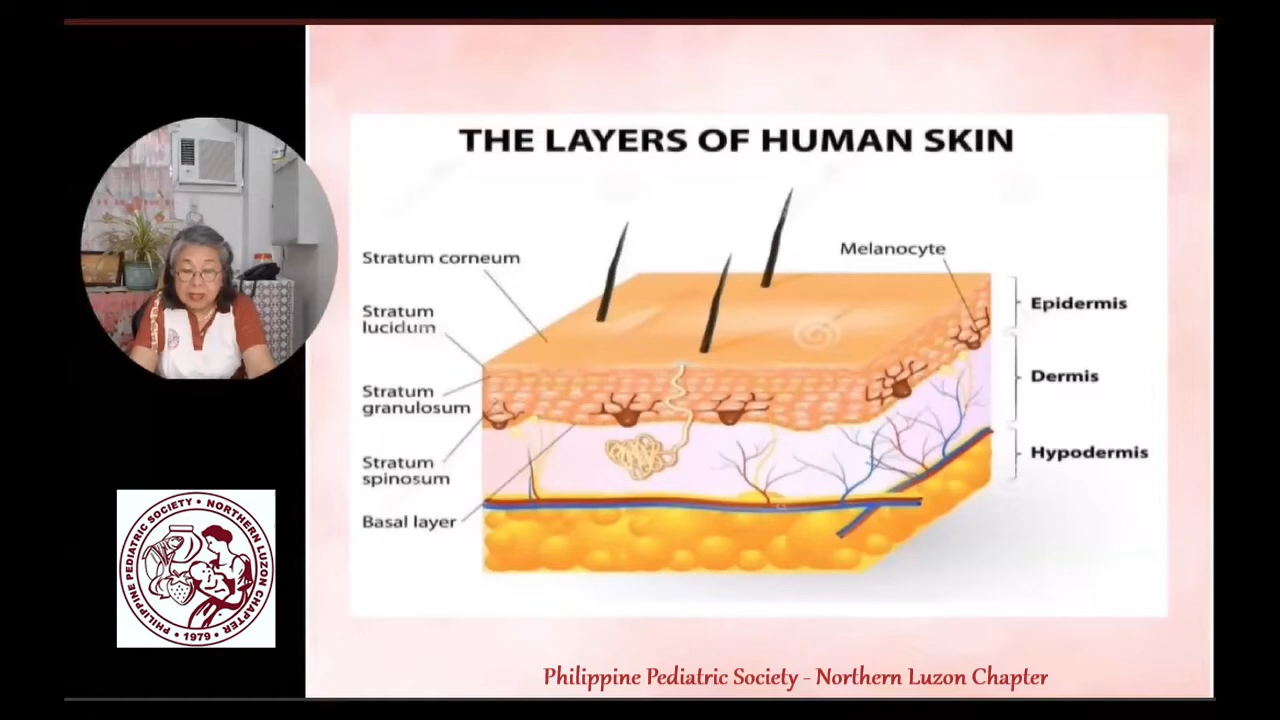 THE LAYERS OF HUMAN SKIN
Stratum corneum
Melanocyte
Stratum
lucidum
Epidermis
Stratum
granulosum
Dermis
Stratum
spinosum
Hypodermis
Basal layer
PHILIPPINE PEDIATRIC SOCIETY • NORTHERN LUZON CHAPTER
• 1979 •
Philippine Pediatric Society - Northern Luzon Chapter